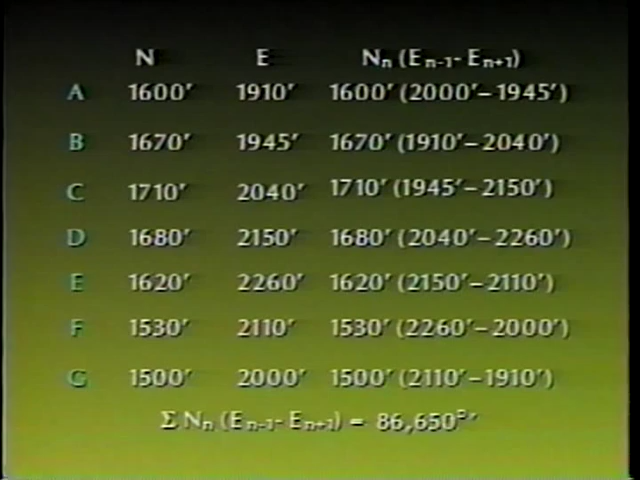 N E Nn (En-1 - En+1)
A 1600' 1910' 1600' (2000' – 1945')
B 1670' 1945' 1670' (1910' – 2040')
C 1710' 2040' 1710' (1945' – 2150')
D 1680' 2150' 1680' (2040' – 2260')
E 1620' 2260' 1620' (2150' – 2110')
F 1530' 2110' 1530' (2260' – 2000')
G 1500' 2000' 1500' (2110' – 1910')
Σ Nn (En-1 - En+1) = 86,650